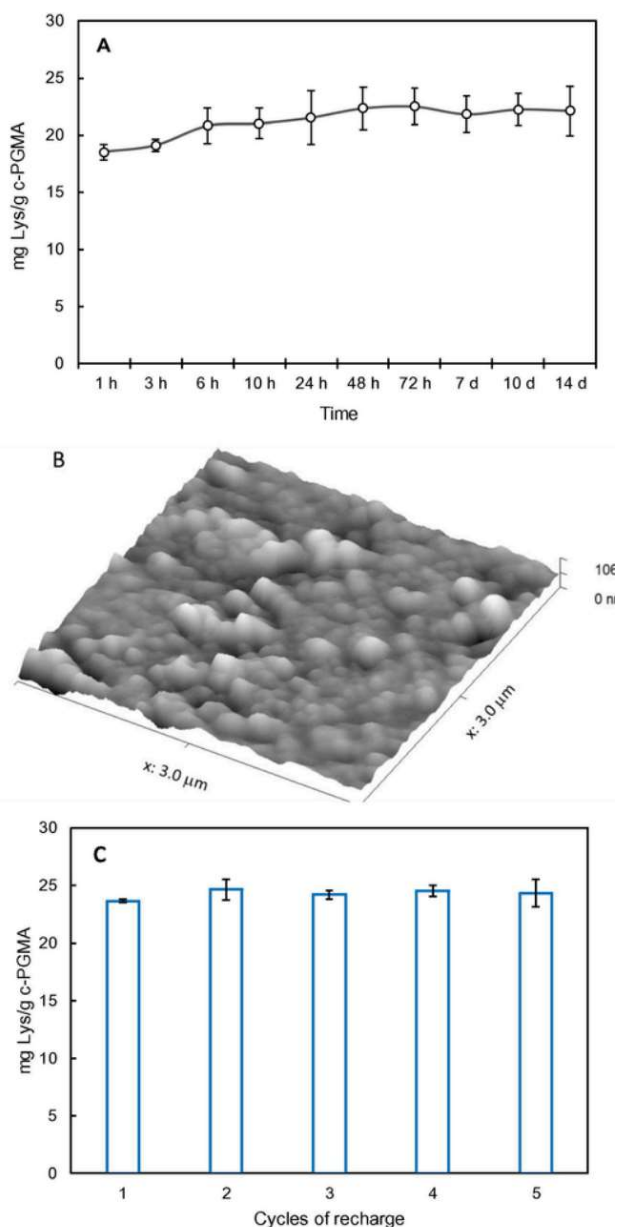 A
30
25
20
15
10
5
0
mg Lys/g c-PGMA
1 h 3 h 6 h 10 h 24 h 48 h 72 h 7 d 10 d 14 d
Time
B
106
0 n
x: 3.0 µm
x: 3.0 µm
C
30
25
20
15
10
5
0
mg Lys/g c-PGMA
1 2 3 4 5
Cycles of recharge